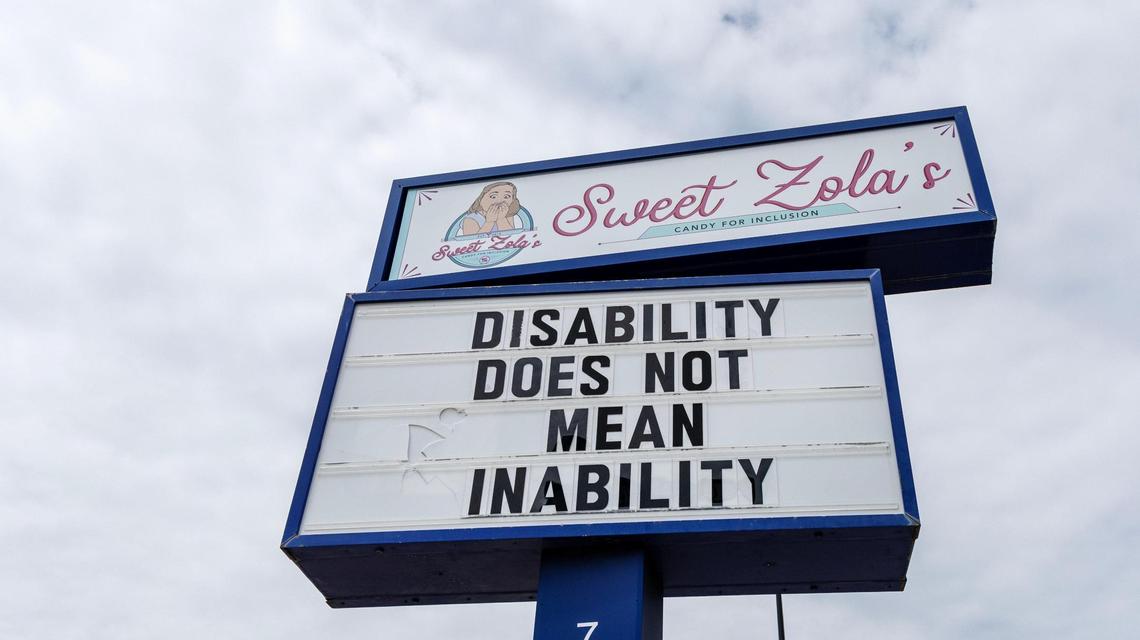 Sweet Zola's
CANDY FOR INCLUSION
Sweet Zola's
DISABILITY
DOES NOT
MEAN
INABILITY
7